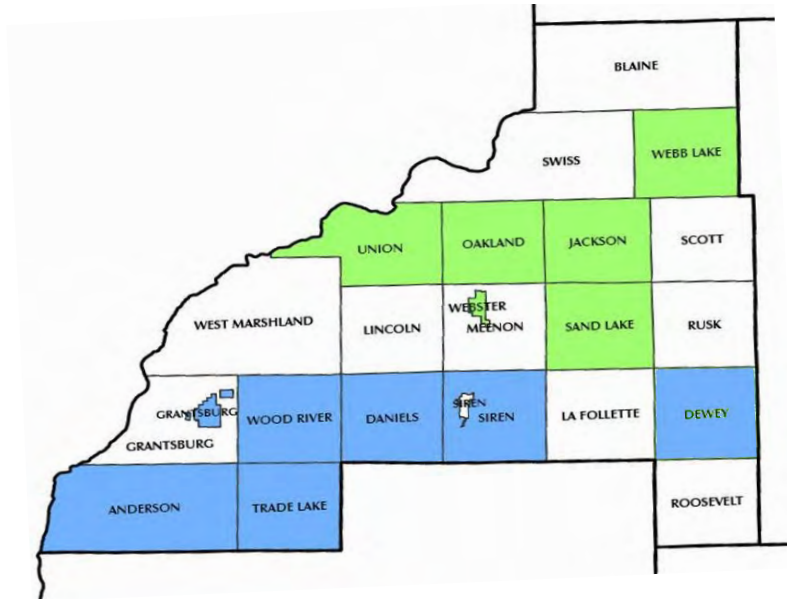 BLAINE
SWISS
WEBB LAKE
UNION
OAKLAND
JACKSON
SCOTT
WEST MARSHLAND
LINCOLN
WEBSTER
MEENON
SAND LAKE
RUSK
GRANTSBURG
GRANTSBURG
WOOD RIVER
DANIELS
SIREN
SIREN
LA FOLLETTE
DEWEY
ANDERSON
TRADE LAKE
ROOSEVELT